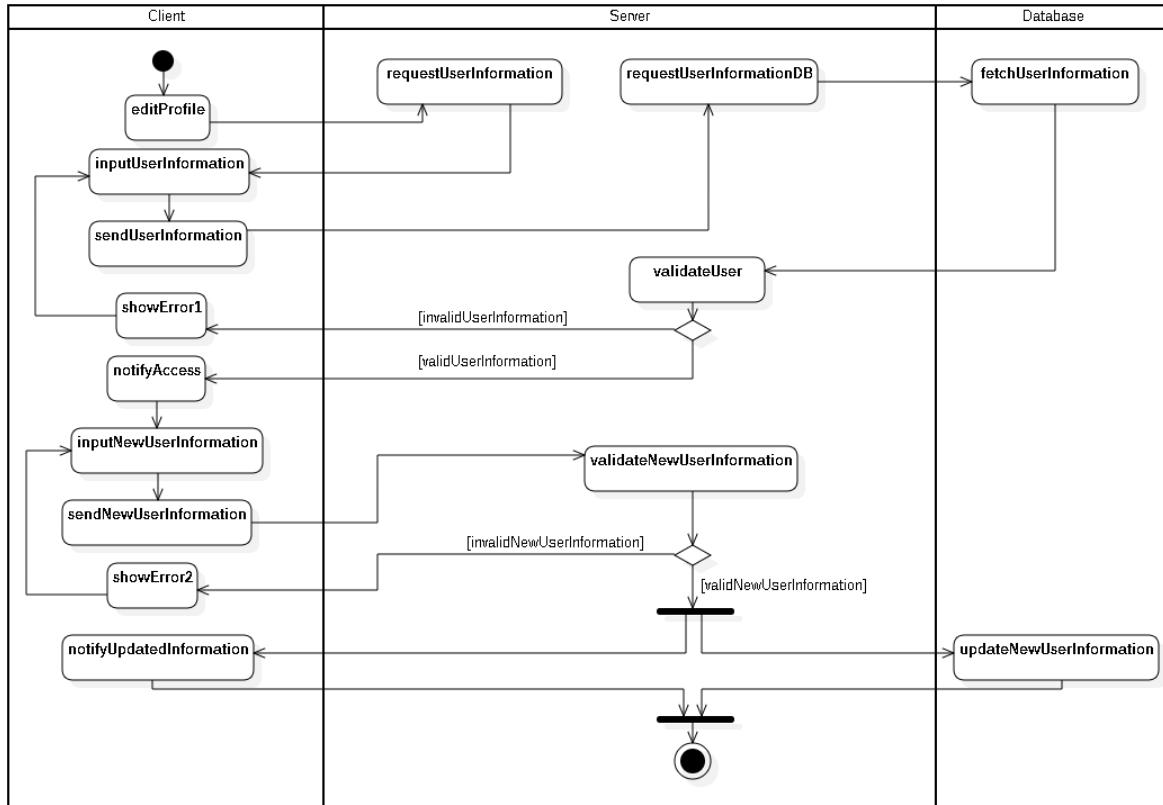 Client
Server
Database
requestUserInformation
requestUserInformationDB
fetchUserInformation
editProfile
inputUserInformation
sendUserInformation
validateUser
showError1
[invalidUserInformation]
[validUserInformation]
notifyAccess
inputNewUserInformation
validateNewUserInformation
sendNewUserInformation
[invalidNewUserInformation]
showError2
[validNewUserInformation]
notifyUpdatedInformation
updateNewUserInformation